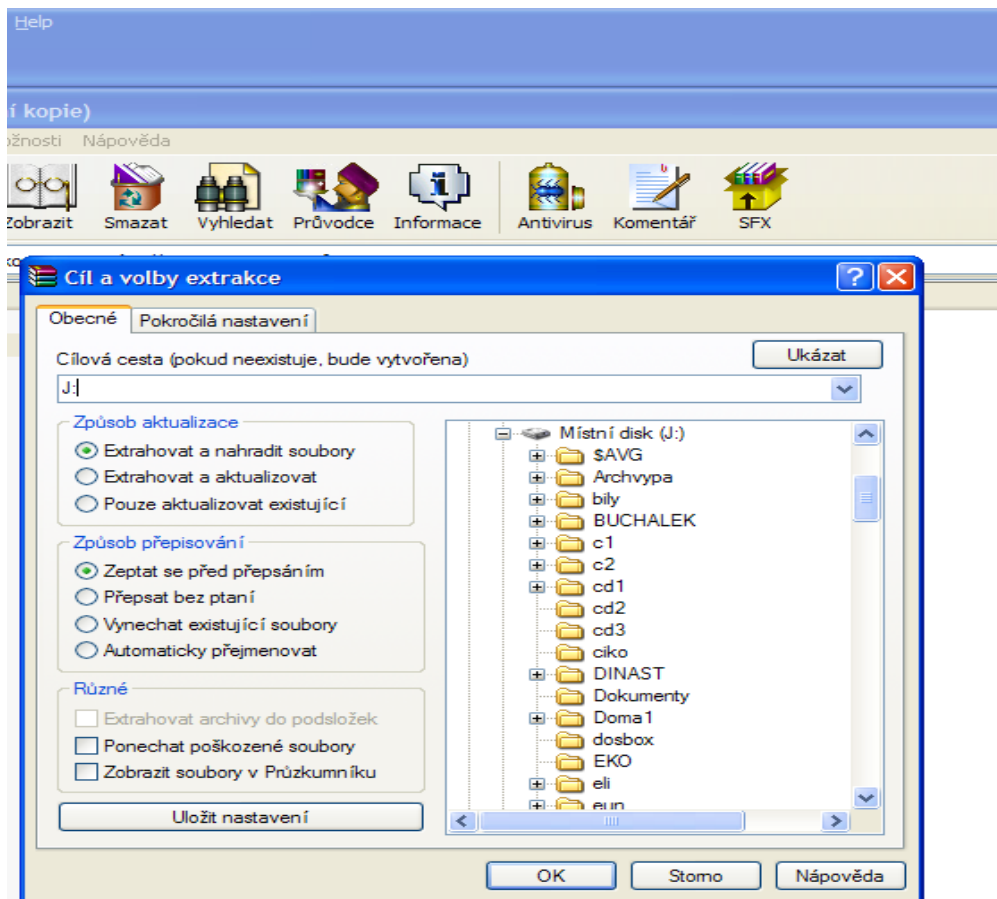 Help
í kopie)
ožnosti Nápověda
Zobrazit Smazat Vyhledat Průvodce Informace Antivirus Komentář SFX
Cíl a volby extrakce
Obecné Pokročilá nastavení
Cílová cesta (pokud neexistuje, bude vytvořena) Ukázat
J:
Způsob aktualizace
Extrahovat a nahradit soubory
Extrahovat a aktualizovat
Pouze aktualizovat existující
Způsob přepisování
Zeptat se před přepsáním
Přepsat bez ptaní
Vynechat existující soubory
Automaticky přejmenovat
Různé
Extrahovat archivy do podsložek
Ponechat poškozené soubory
Zobrazit soubory v Průzkumníku
Uložit nastavení
Místní disk (J:)
$AVG
Archvypa
bily
BUCHALEK
c1
c2
cd1
cd2
cd3
ciko
DINAST
Dokumenty
Doma1
dosbox
EKO
eli
eun
OK Storno Nápověda